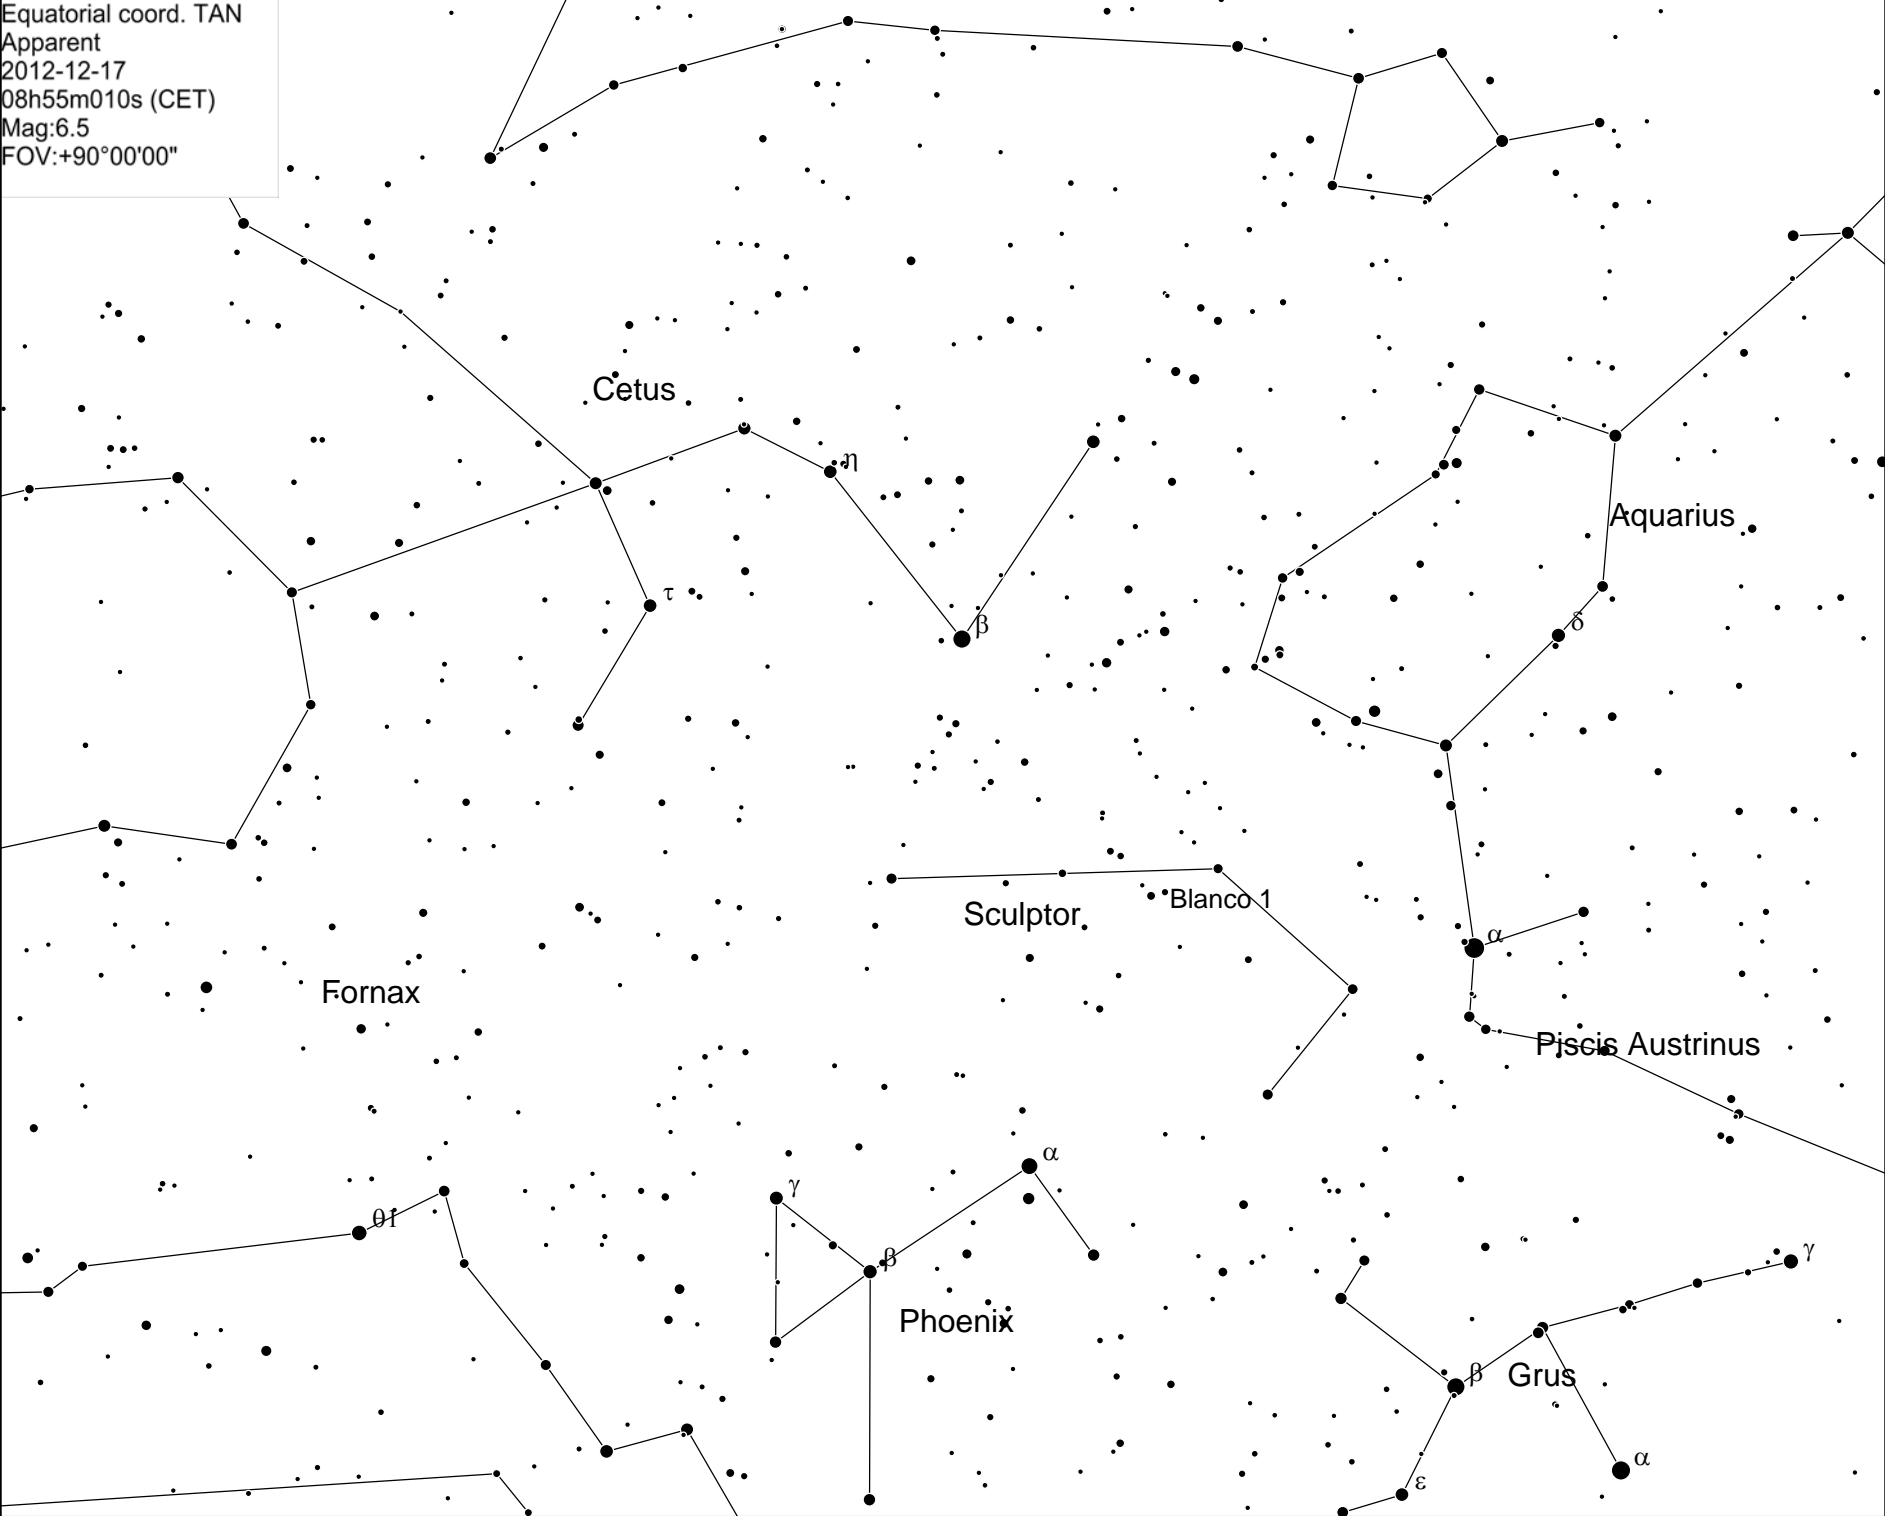 Equatorial coord. TAN
Apparent
2012-12-17
08h55m010s (CET)
Mag:6.5
FOV:+90°00'00"
Cetus
η
Aquarius
τ
β
δ
Blanco 1
Sculptor
α
Fornax
Piscis Austrinus
α
γ
θ1
β
γ
Phoenix
β
Grus
α
ε